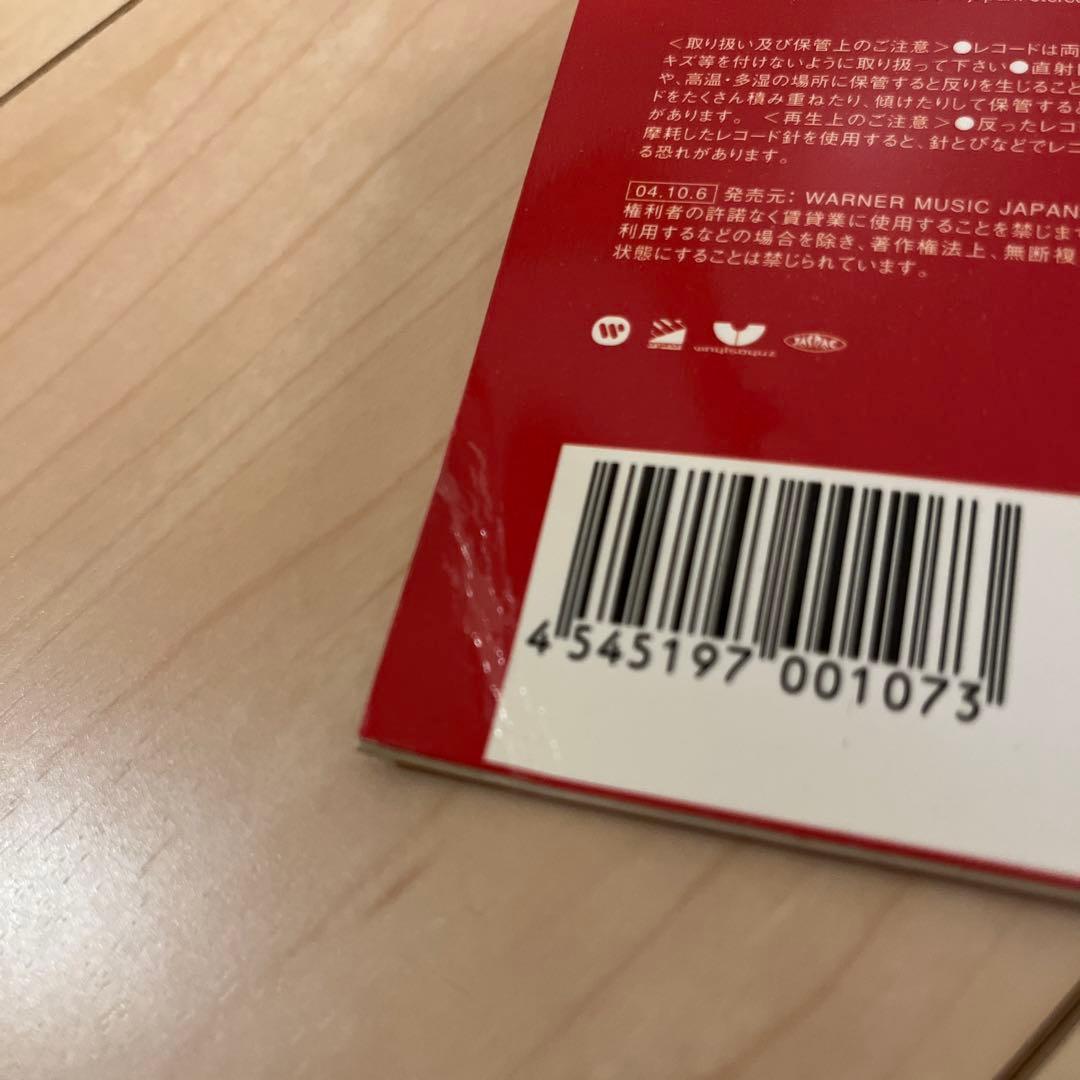 <取り扱い及び保管上のご注意>●レコードは両
キズ等を付けないように取り扱って下さい●直射
や、高温・多湿の場所に保管すると反りを生じること
ドをたくさん積み重ねたり、傾けたりして保管すると
があります。 <再生上のご注意>●反ったレコ
摩耗したレコード針を使用すると、針とびなどでレコ
る恐れがあります。
04.10.6 発売元: WARNER MUSIC JAPAN
権利者の許諾なく賃貸業に使用することを禁じます
利用するなどの場合を除き、著作権法上、無断複
状態にすることは禁じられています。
vinylsoyuz
JASRAC
4 545197 001073